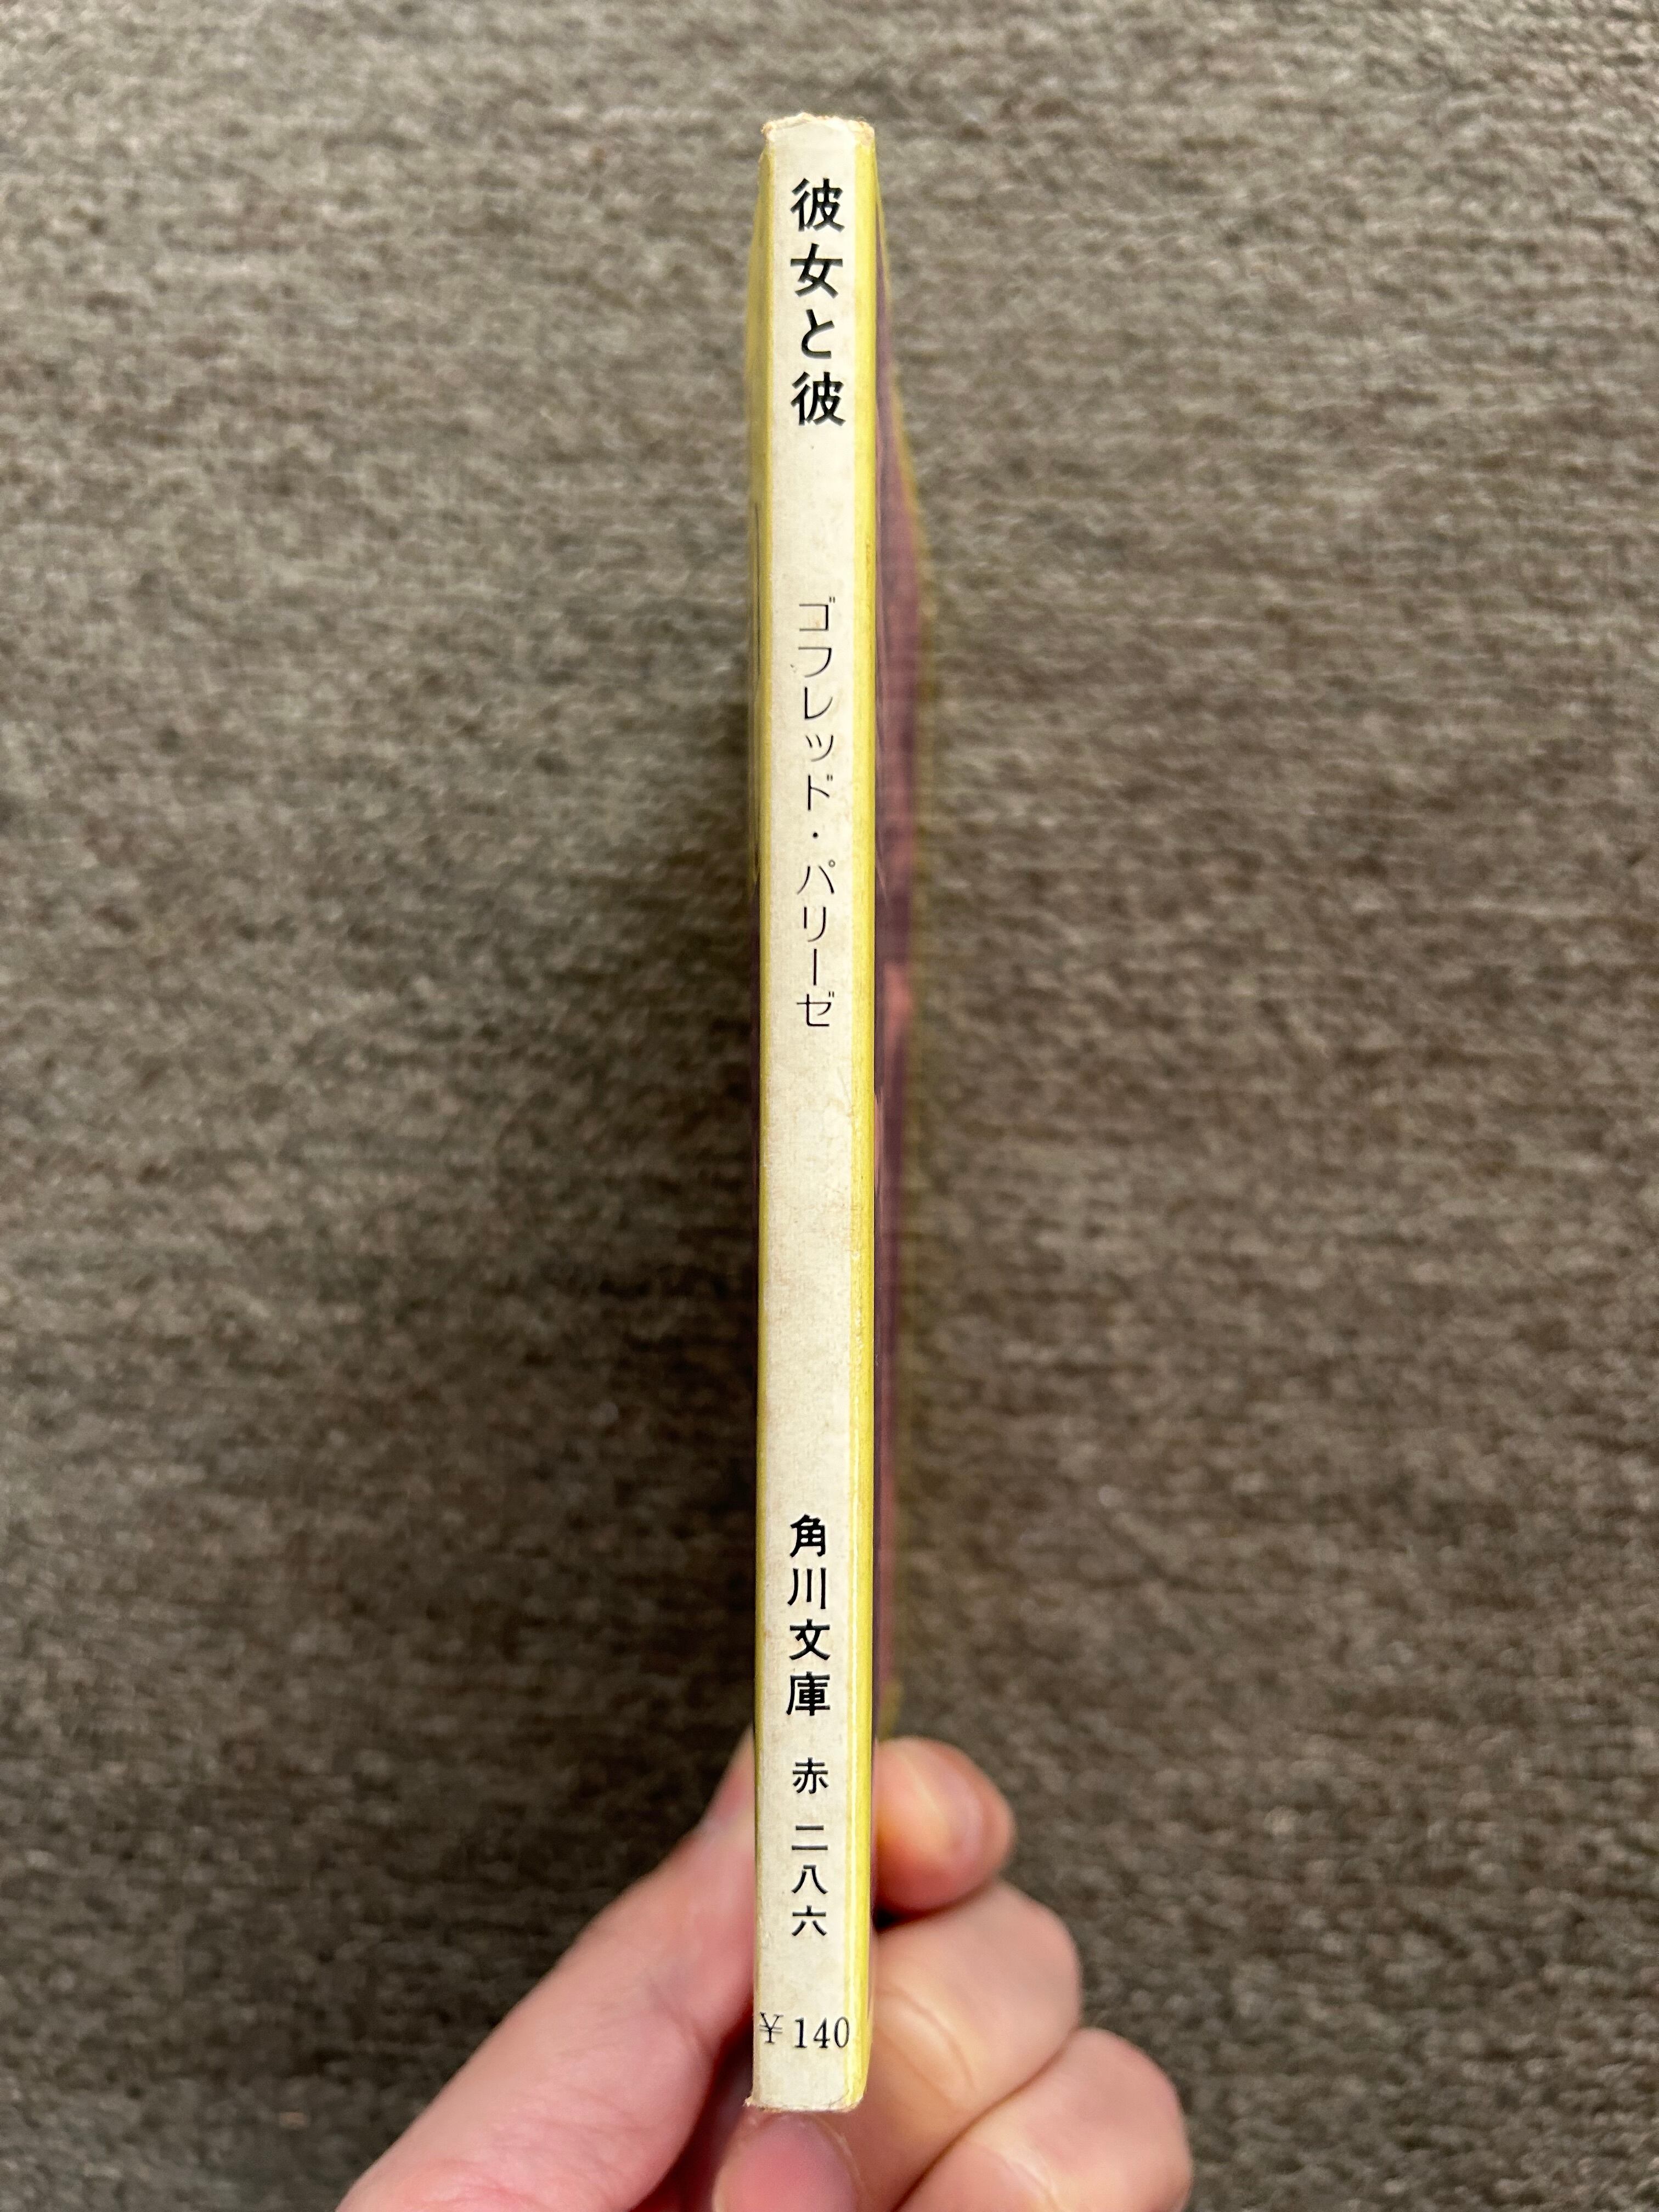 彼女と彼
ゴフレッド・パリーゼ
角川文庫
赤 二八六
¥140